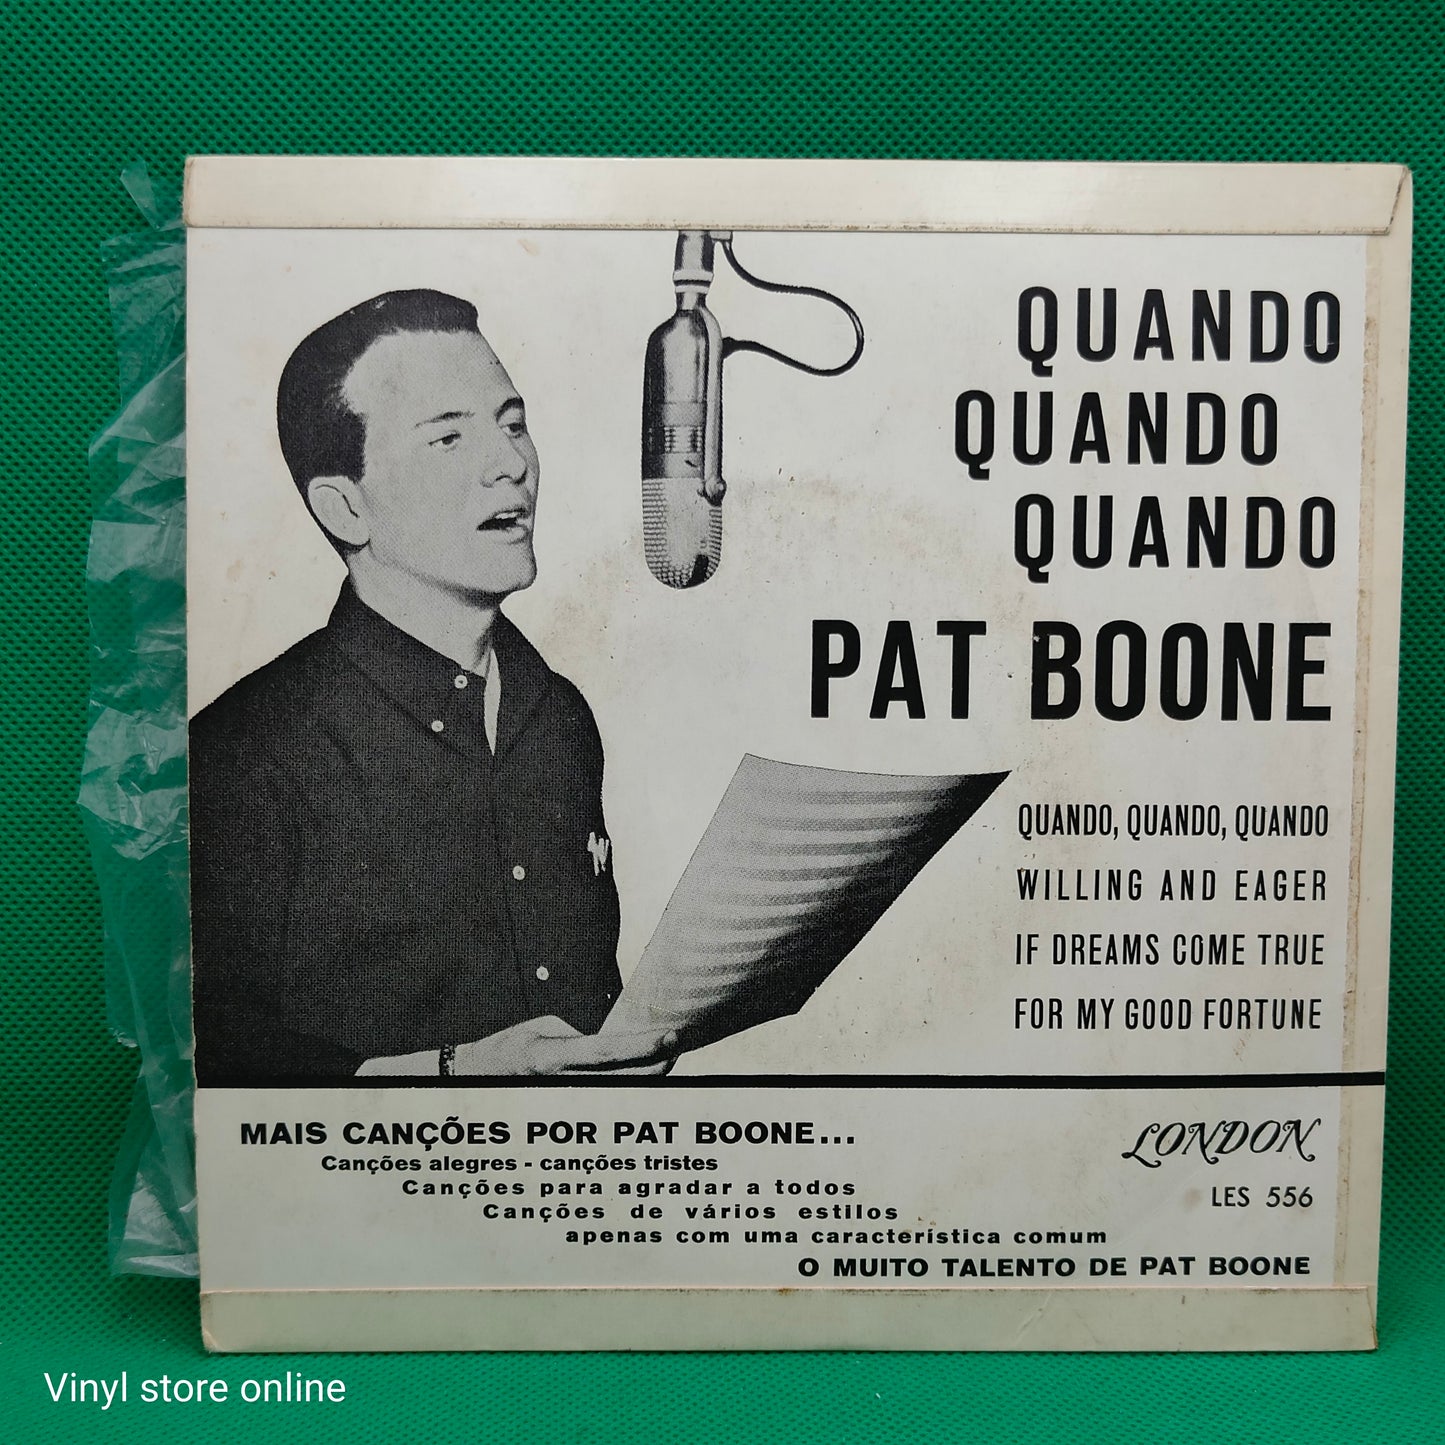 QUANDO
QUANDO
QUANDO
PAT BOONE
QUANDO, QUANDO, QUANDO
WILLING AND EAGER
IF DREAMS COME TRUE
FOR MY GOOD FORTUNE
W
MAIS CANÇÕES POR PAT BOONE...
Canções alegres - canções tristes
Canções para agradar a todos
Canções de vários estilos
apenas com uma característica comum
O MUITO TALENTO DE PAT BOONE
LONDON
LES 556
Vinyl store online